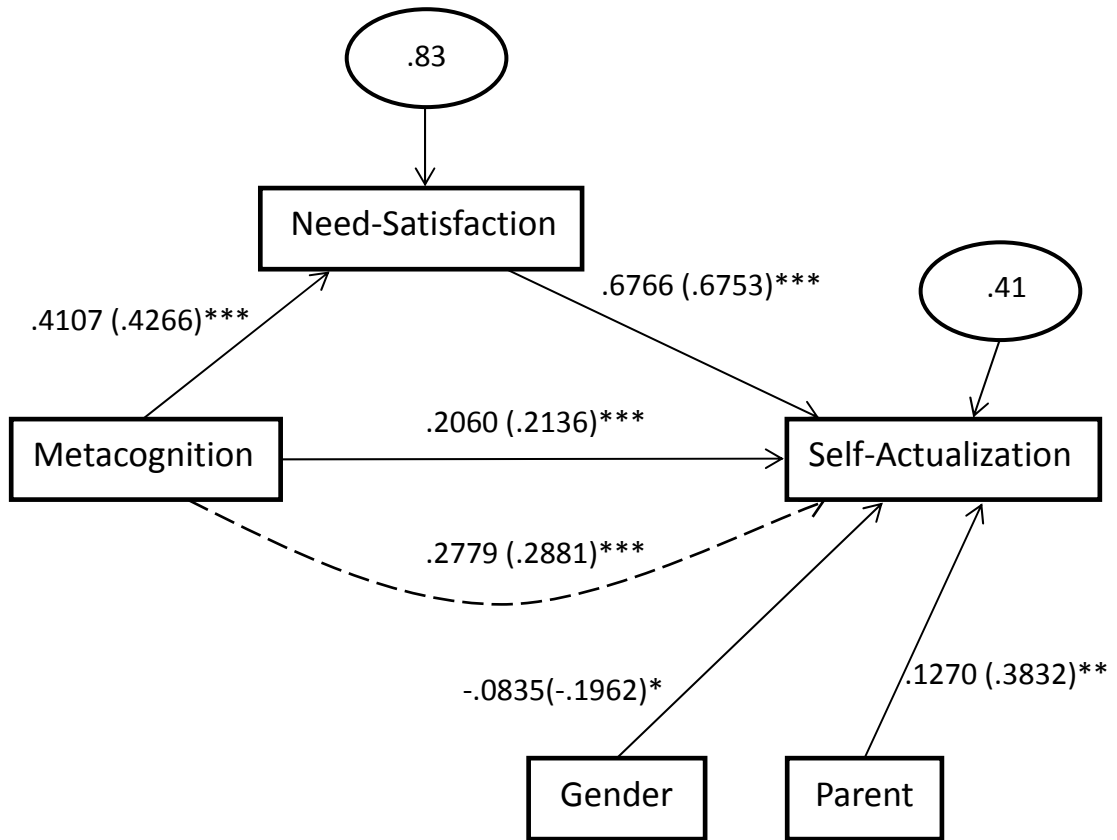 .83
Need-Satisfaction
.6766 (.6753)***
.41
.4107 (.4266)***
.2060 (.2136)***
Metacognition
Self-Actualization
.2779 (.2881)***
-.0835(-.1962)*
.1270 (.3832)**
Gender
Parent